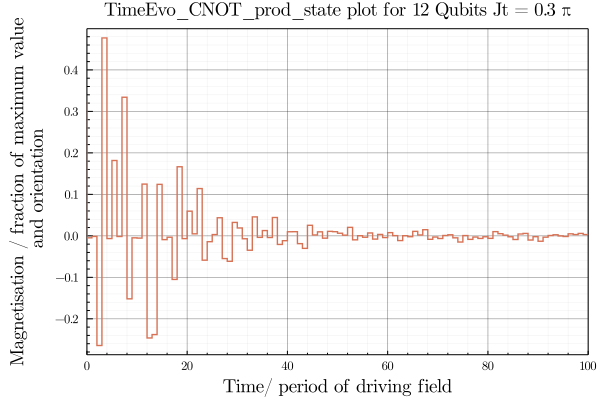 TimeEvo_CNOT_prod_state plot for 12 Qubits Jt = 0.3 π
Magnetisation / fraction of maximum value
and orientation
0.4
0.3
0.2
0.1
0.0
−0.1
−0.2
0 20 40 60 80 100
Time/ period of driving field